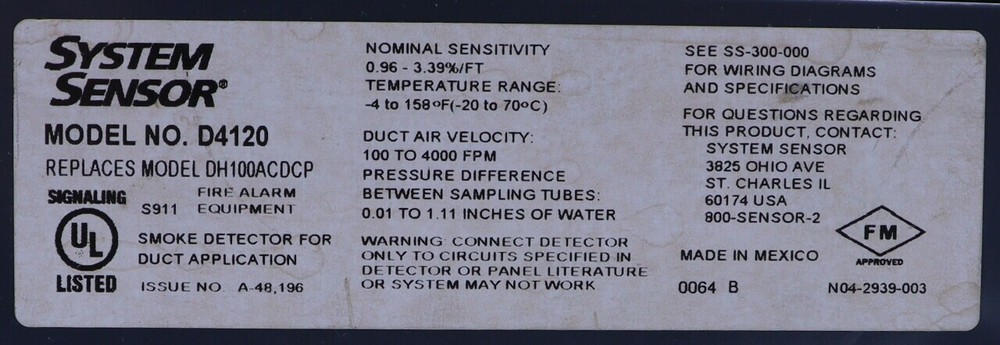 SYSTEM
SENSOR®
MODEL NO. D4120
REPLACES MODEL DH100ACDCP
SIGNALING
UL
LISTED
FIRE ALARM
S911 EQUIPMENT
SMOKE DETECTOR FOR
DUCT APPLICATION
ISSUE NO. A-48,196
NOMINAL SENSITIVITY
0.96 - 3.39%/FT
TEMPERATURE RANGE:
-4 to 158ºF(-20 to 70ºC)
DUCT AIR VELOCITY:
100 TO 4000 FPM
PRESSURE DIFFERENCE
BETWEEN SAMPLING TUBES:
0.01 TO 1.11 INCHES OF WATER
WARNING: CONNECT DETECTOR
ONLY TO CIRCUITS SPECIFIED IN
DETECTOR OR PANEL LITERATURE
OR SYSTEM MAY NOT WORK
SEE SS-300-000
FOR WIRING DIAGRAMS
AND SPECIFICATIONS
FOR QUESTIONS REGARDING
THIS PRODUCT, CONTACT:
SYSTEM SENSOR
3825 OHIO AVE
ST. CHARLES IL
60174 USA
800-SENSOR-2
FM
APPROVED
MADE IN MEXICO
0064 B
N04-2939-003